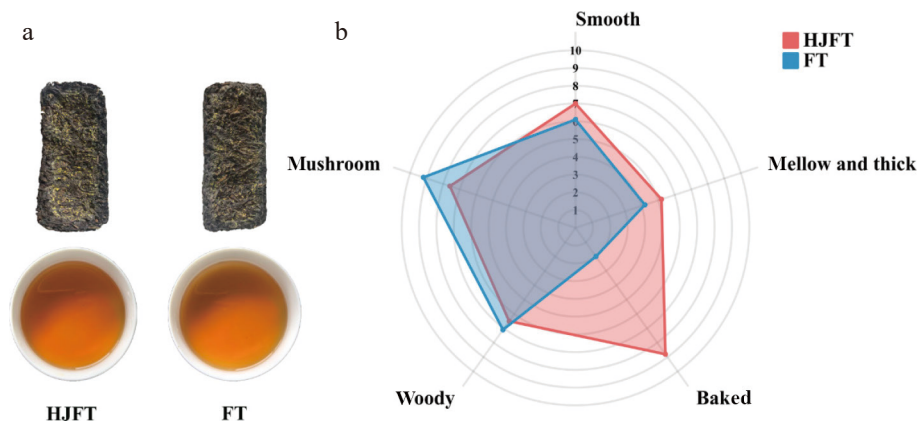 a
b
HJFT
FT
Smooth
HJFT
FT
10
9
8
7
6
5
4
3
2
1
Mushroom
Mellow and thick
Woody
Baked